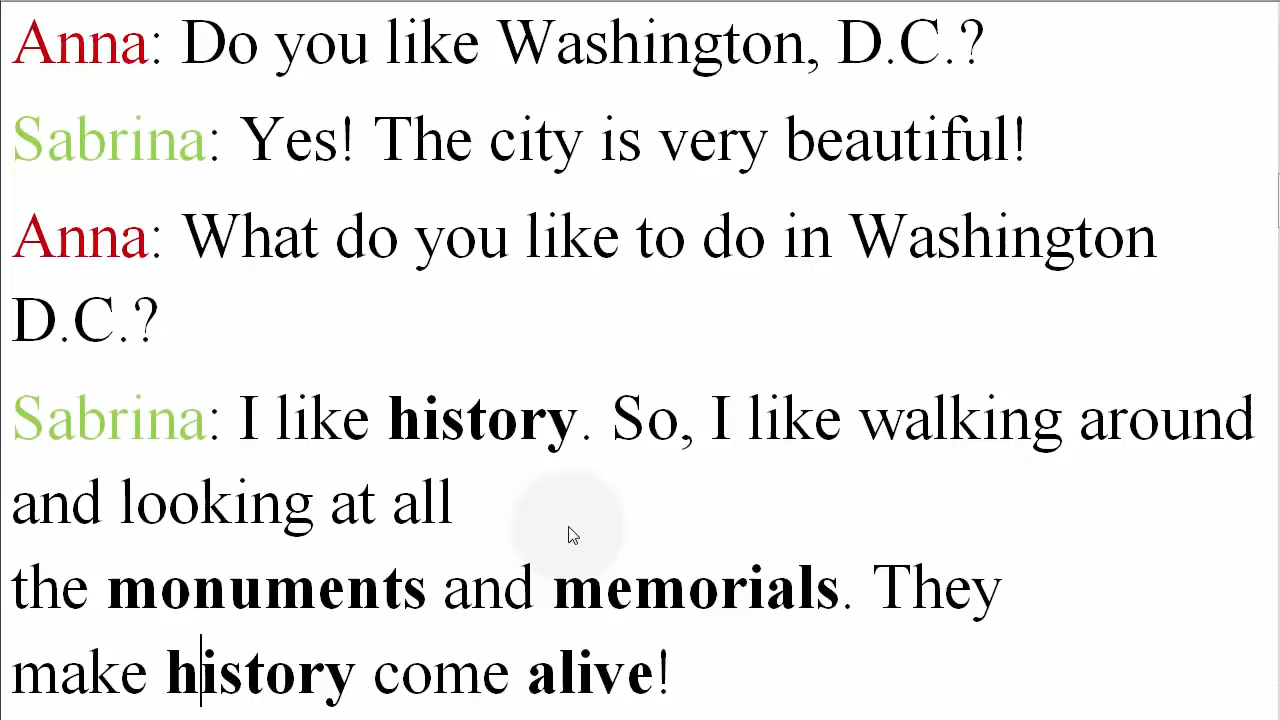 Anna: Do you like Washington, D.C.?
Sabrina: Yes! The city is very beautiful!
Anna: What do you like to do in Washington
D.C.?
Sabrina: I like history. So, I like walking around
and looking at all
the monuments and memorials. They
make history come alive!